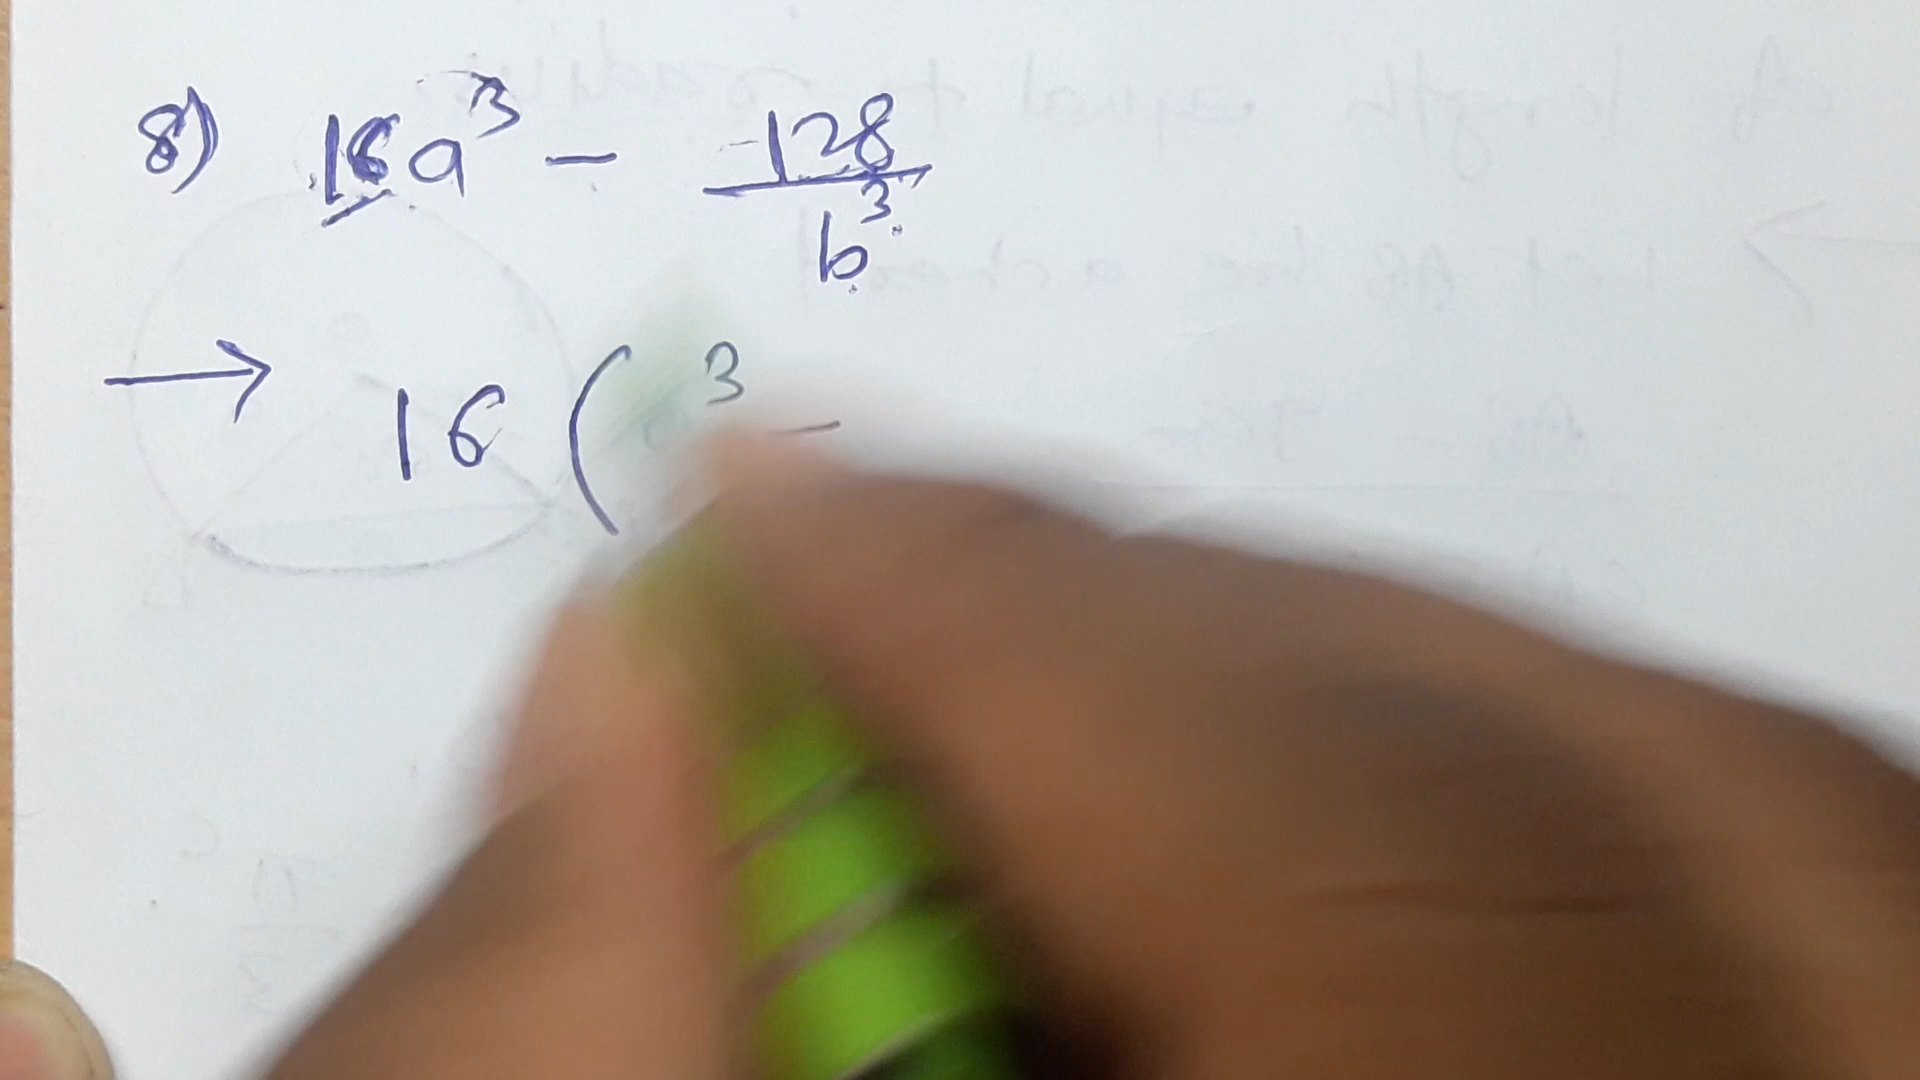 8) 16a³ - 128/b³
→ 16 ( ³ -